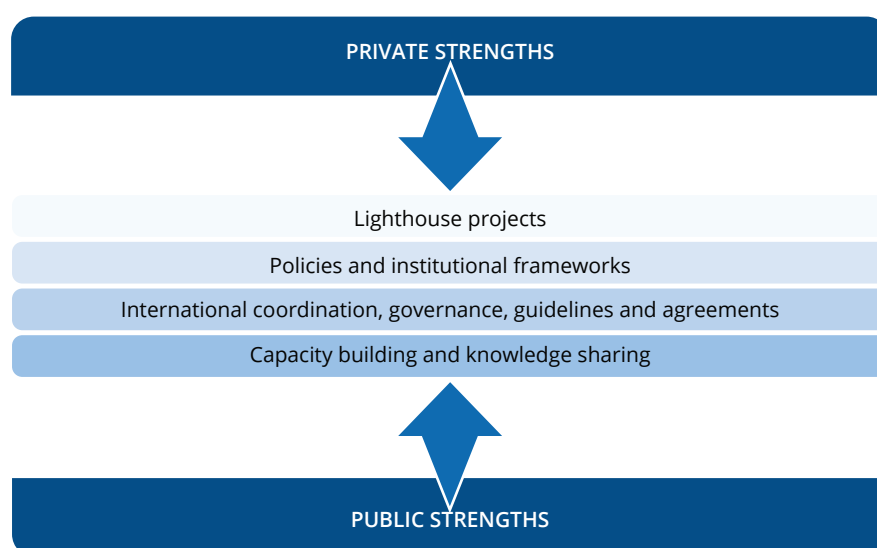 PRIVATE STRENGTHS
Lighthouse projects
Policies and institutional frameworks
International coordination, governance, guidelines and agreements
Capacity building and knowledge sharing
PUBLIC STRENGTHS